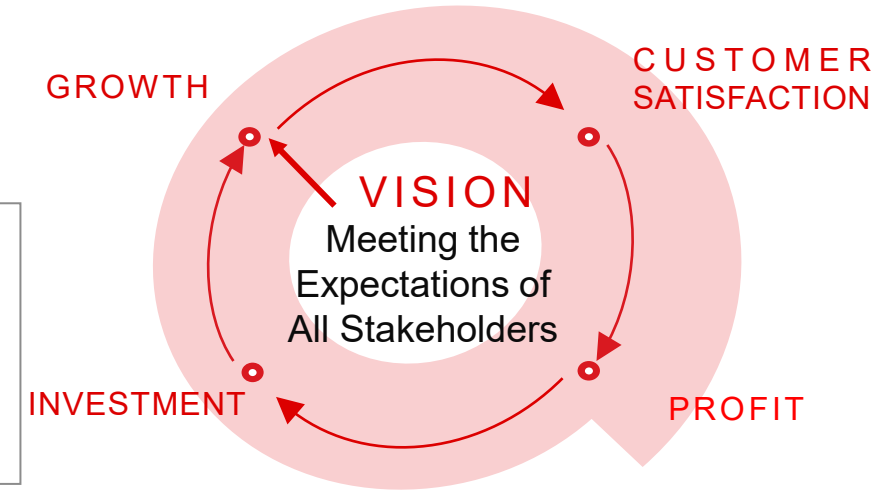 GROWTH
CUSTOMER
SATISFACTION
VISION
Meeting the
Expectations of
All Stakeholders
INVESTMENT
PROFIT